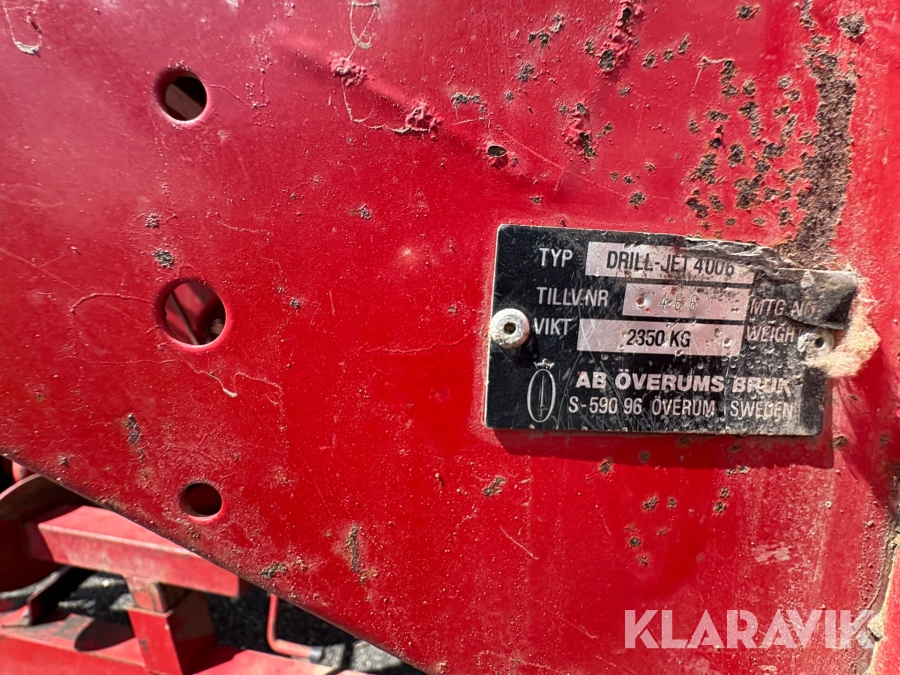 TYP DRILL-JET 4006
TILLV.NR 466 MTG NO
VIKT 2350 KG WEIGHT
AB ÖVERUMS BRUK
S-590 96 ÖVERUM SWEDEN
KLARAVIK